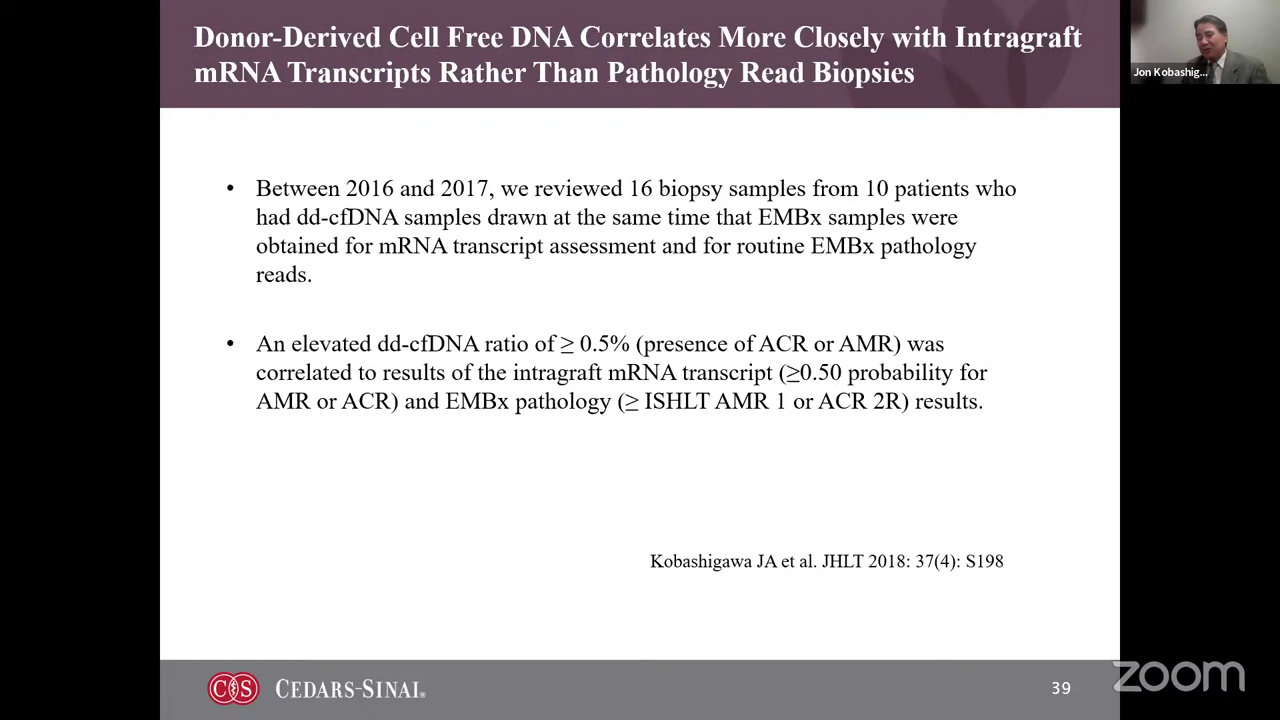 Donor-Derived Cell Free DNA Correlates More Closely with Intragraft
mRNA Transcripts Rather Than Pathology Read Biopsies
Jon Kobashig...
• Between 2016 and 2017, we reviewed 16 biopsy samples from 10 patients who
had dd-cfDNA samples drawn at the same time that EMBx samples were
obtained for mRNA transcript assessment and for routine EMBx pathology
reads.
• An elevated dd-cfDNA ratio of ≥ 0.5% (presence of ACR or AMR) was
correlated to results of the intragraft mRNA transcript (≥0.50 probability for
AMR or ACR) and EMBx pathology (≥ ISHLT AMR 1 or ACR 2R) results.
Kobashigawa JA et al. JHLT 2018: 37(4): S198
CS CEDARS-SINAI®
39
zoom